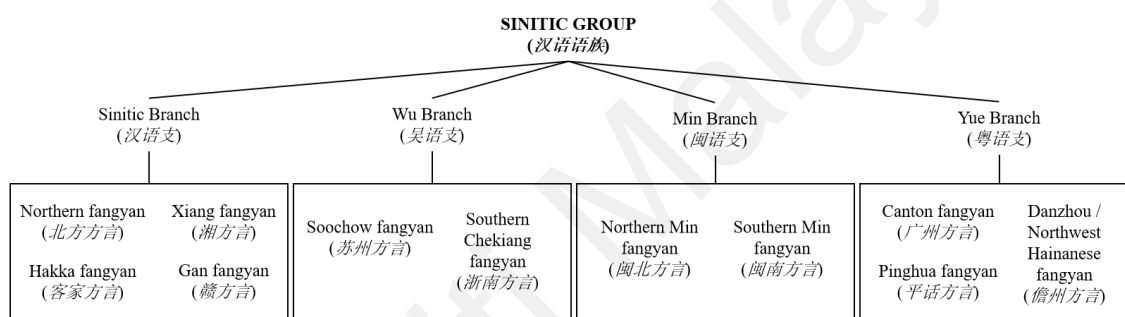 SINITIC GROUP
(汉语语族)
Sinitic Branch
(汉语支)
Wu Branch
(吴语支)
Min Branch
(闽语支)
Yue Branch
(粤语支)
Northern fangyan
(北方方言)
Xiang fangyan
(湘方言)
Hakka fangyan
(客家方言)
Gan fangyan
(赣方言)
Soochow fangyan
(苏州方言)
Southern
Chekiang
fangyan
(浙南方言)
Northern Min
fangyan
(闽北方言)
Southern Min
fangyan
(闽南方言)
Canton fangyan
(广州方言)
Pinghua fangyan
(平话方言)
Danzhou /
Northwest
Hainanese
fangyan
(儋州方言)
iti Malay